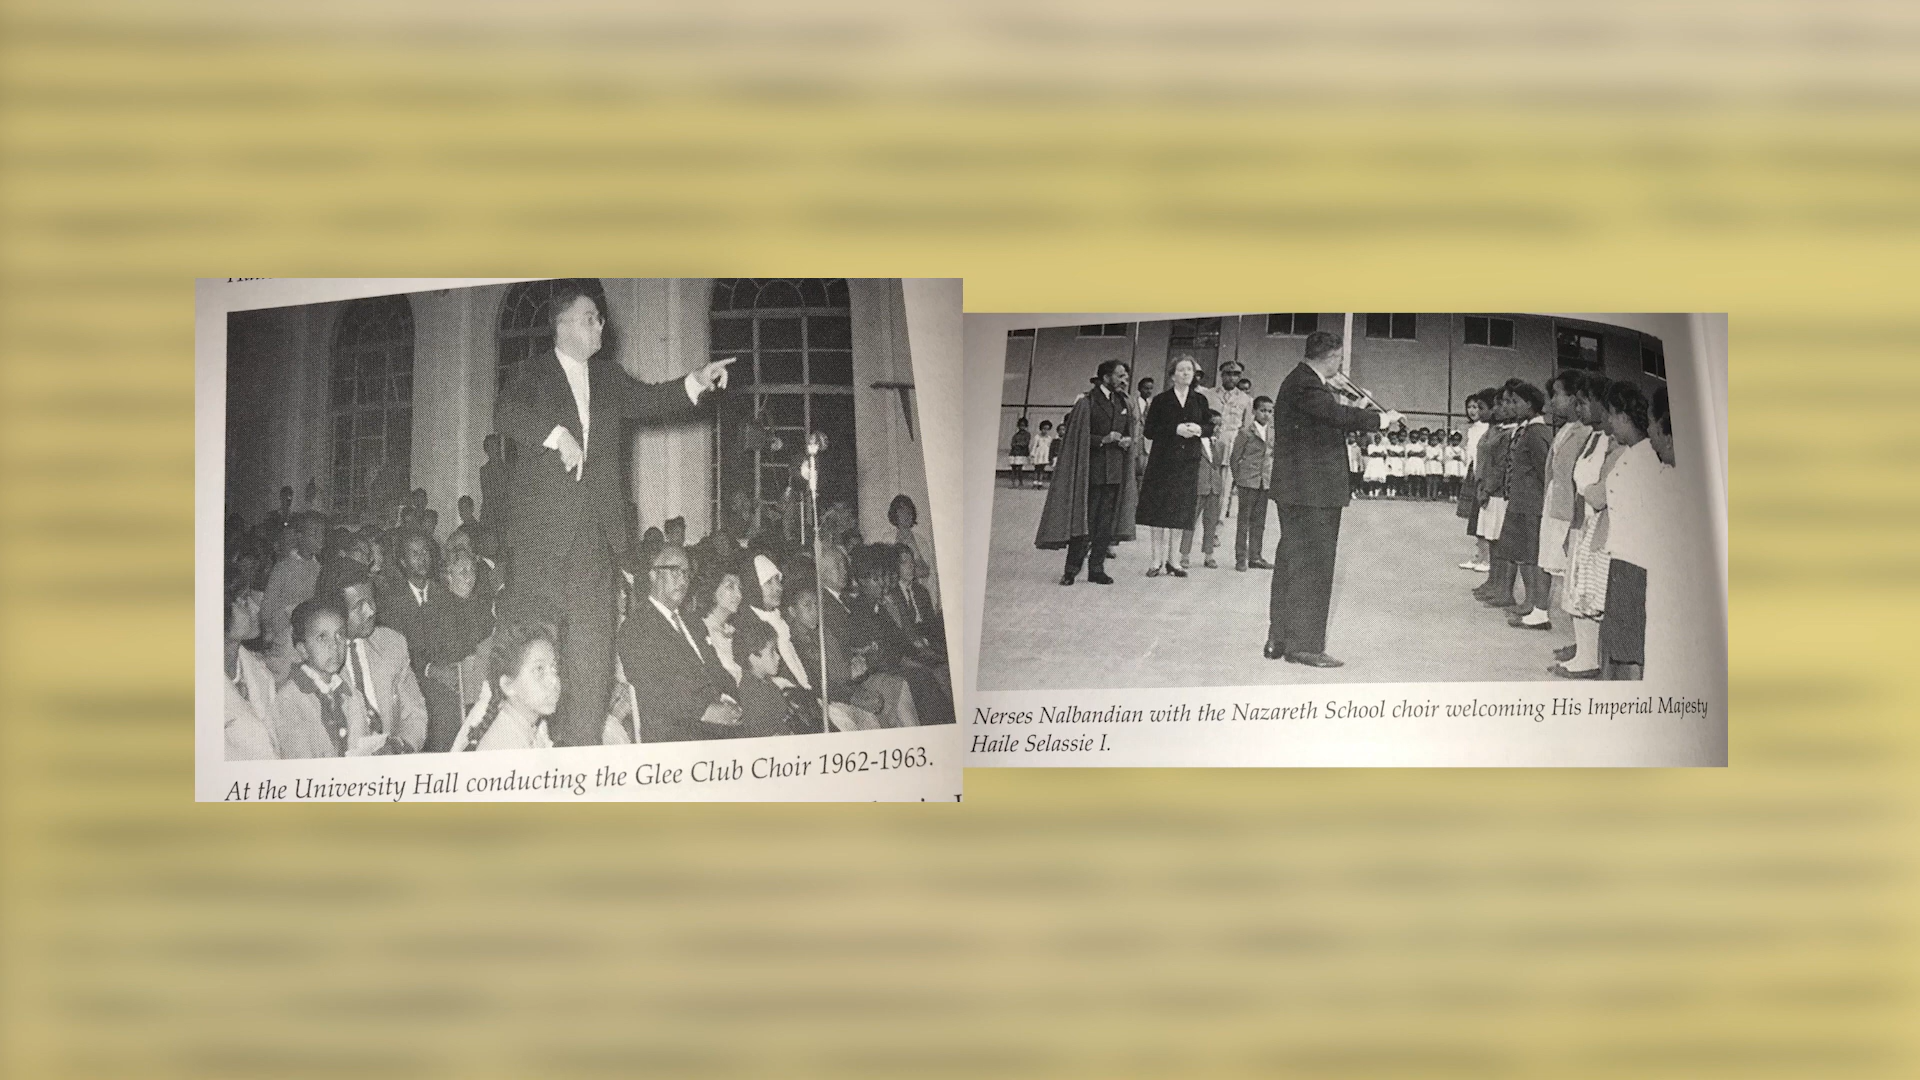 At the University Hall conducting the Glee Club Choir 1962-1963.
Nerses Nalbandian with the Nazareth School choir welcoming His Imperial Majesty
Haile Selassie I.